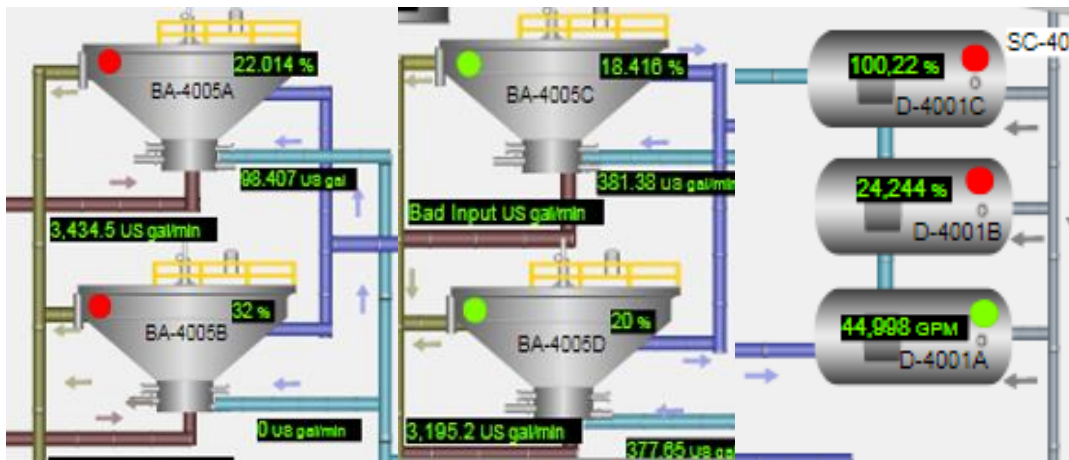 22.014 %
BA-4005A
98.407 US gal
3,434.5 US gal/min
32 %
BA-4005B
0 US gal/min
18.416 %
BA-4005C
381.38 US gal/min
Bad Input US gal/min
20 %
BA-4005D
3,195.2 US gal/min
377.65 US gal/min
SC-40
100,22 %
D-4001C
24,244 %
D-4001B
44,998 GPM
D-4001A